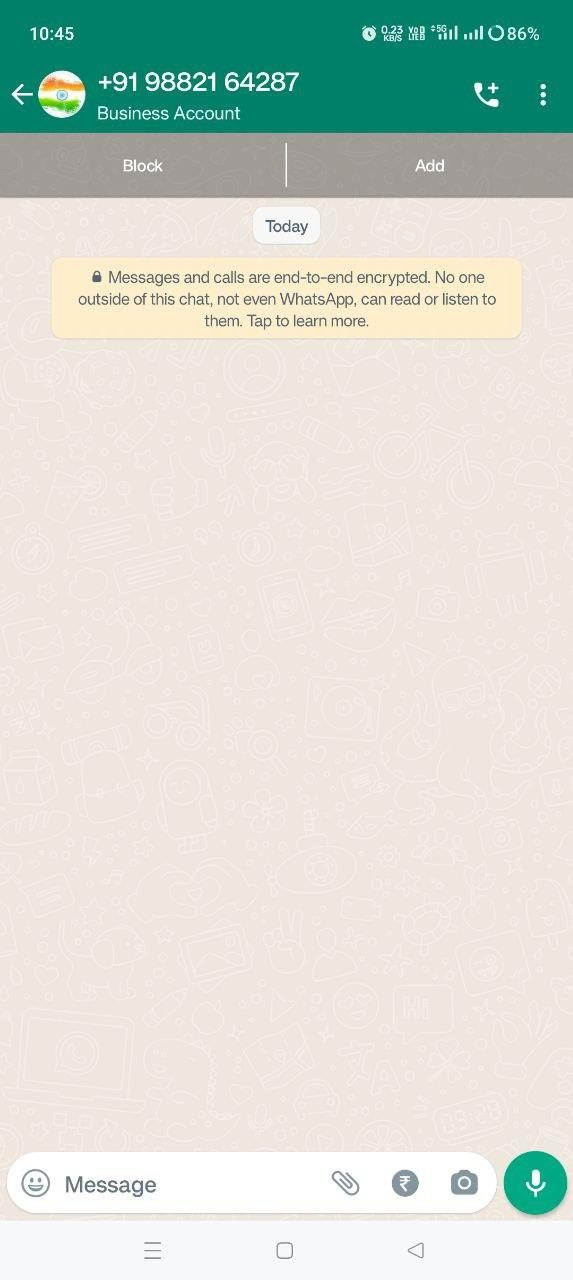 10:45
0.23 KB/S
5G
86%
+91 98821 64287
Business Account
Block
Add
Today
Messages and calls are end-to-end encrypted. No one
outside of this chat, not even WhatsApp, can read or listen to
them. Tap to learn more.
Hi
Message
₹